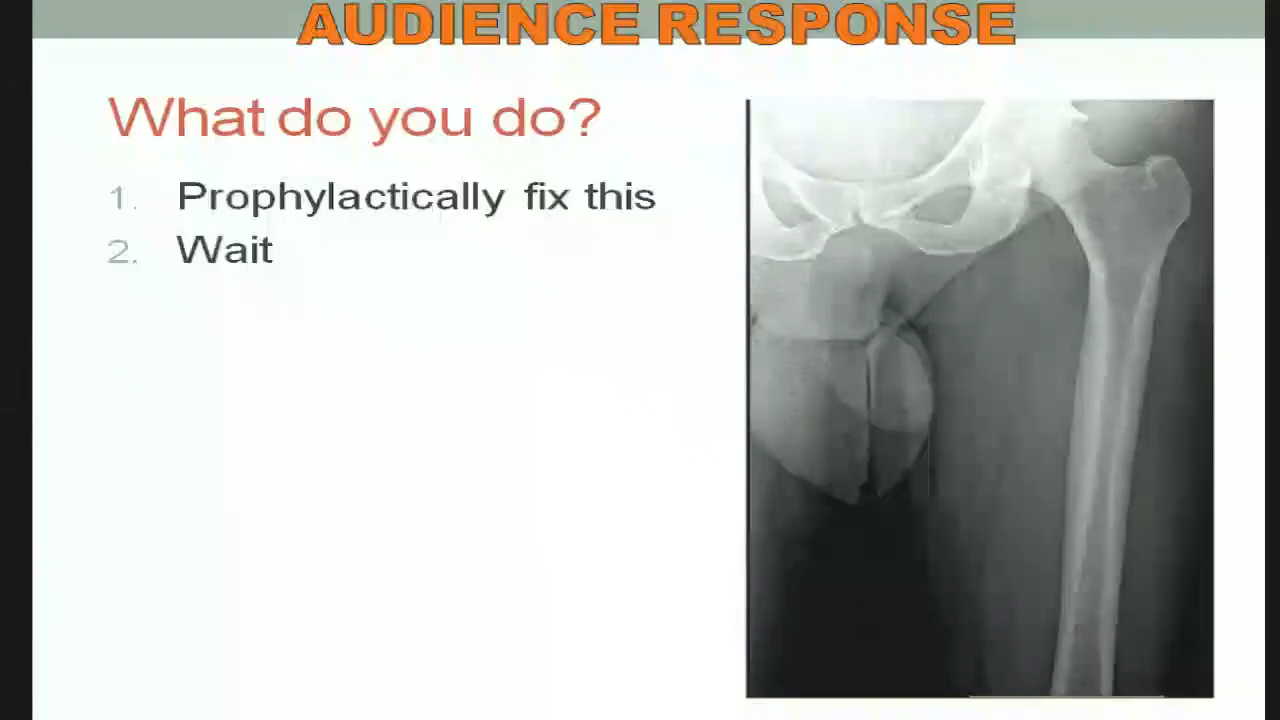 AUDIENCE RESPONSE
What do you do?
1. Prophylactically fix this
2. Wait